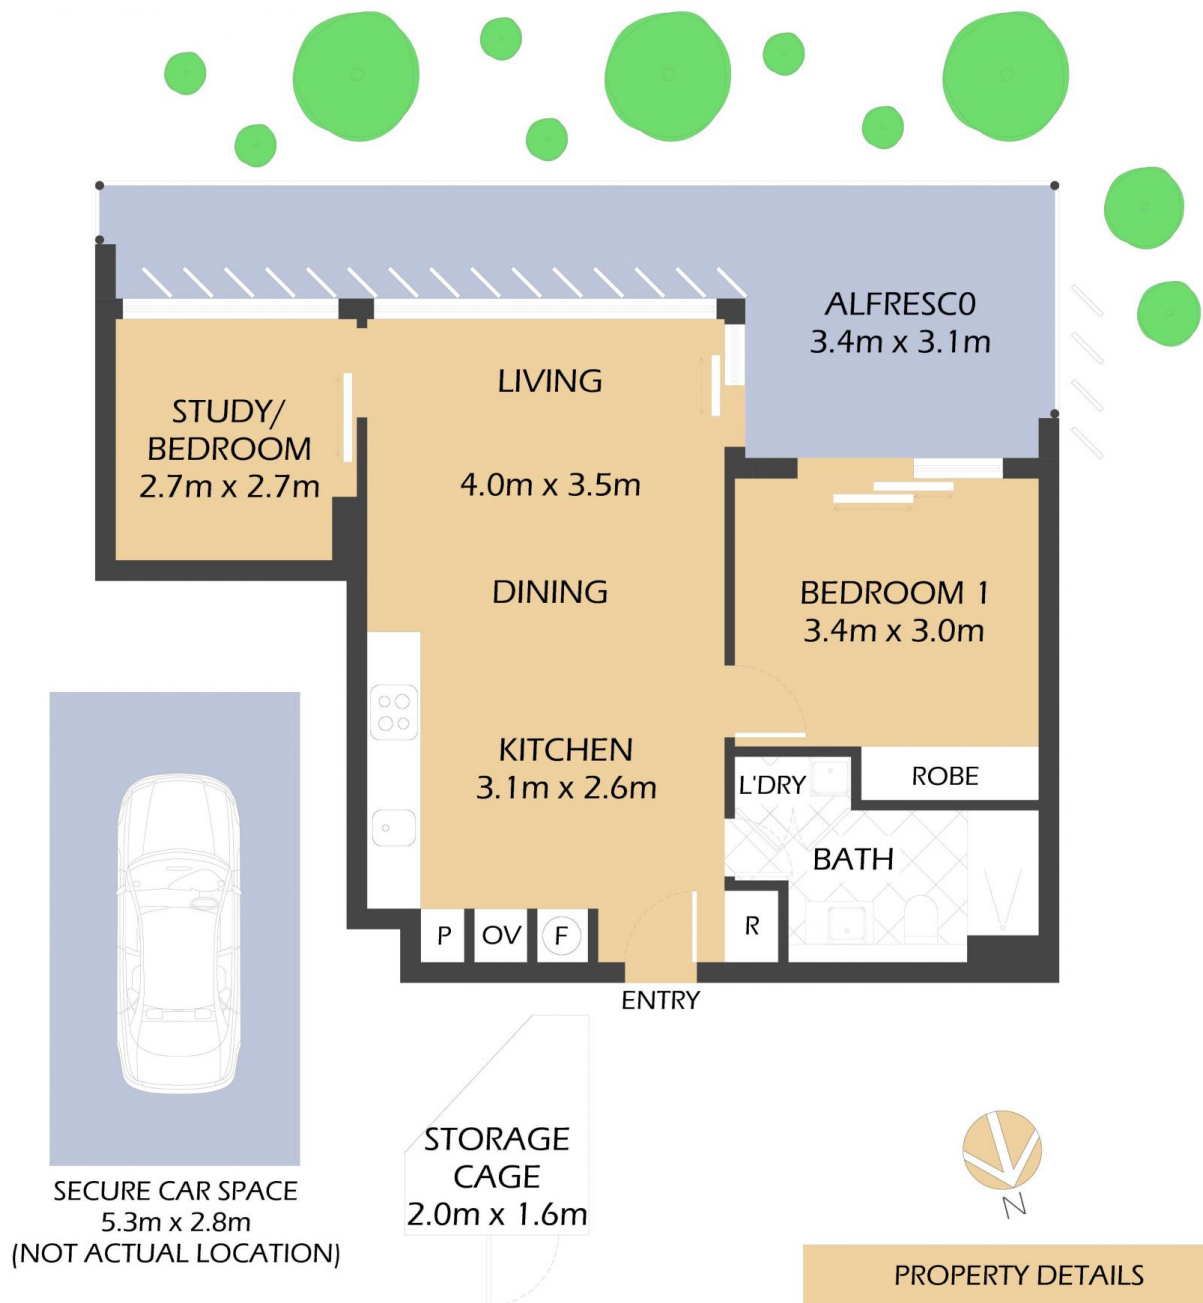 ALFRESC0
3.4m x 3.1m
LIVING
4.0m x 3.5m
STUDY/
BEDROOM
2.7m x 2.7m
DINING
BEDROOM 1
3.4m x 3.0m
KITCHEN
3.1m x 2.6m
L'DRY
ROBE
BATH
P
OV
F
R
ENTRY
STORAGE
CAGE
2.0m x 1.6m
SECURE CAR SPACE
5.3m x 2.8m
(NOT ACTUAL LOCATION)
N
PROPERTY DETAILS